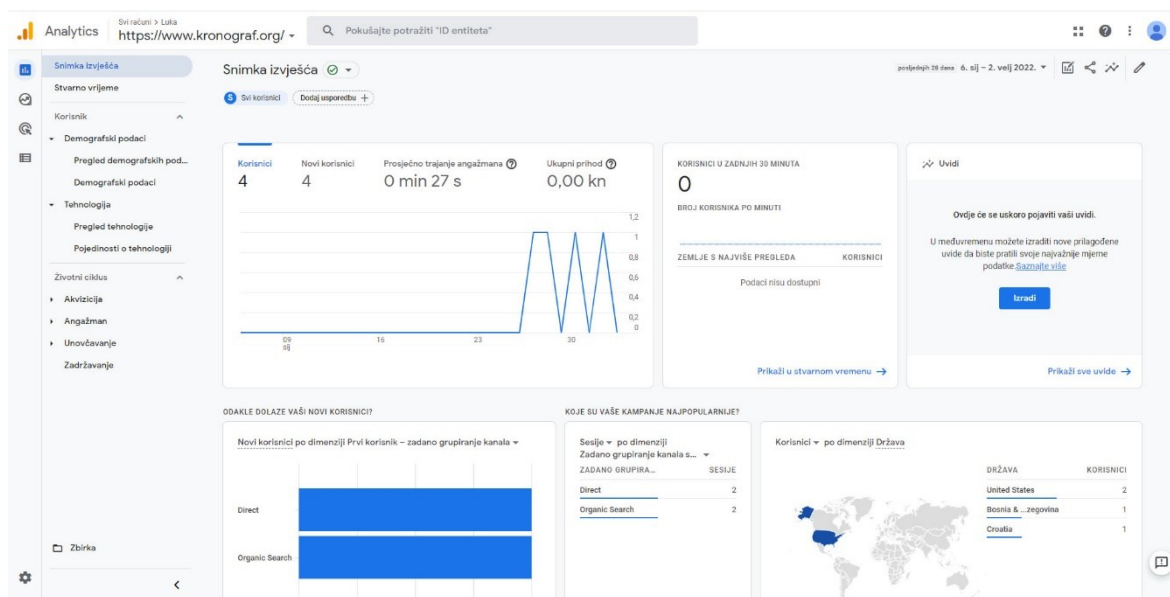 Analytics
Svi računi > Luka
https://www.kronograf.org/
Pokušajte potražiti "ID entiteta"
Snimka izvješća
Stvarno vrijeme
Korisnik
Demografski podaci
Pregled demografskih pod...
Demografski podaci
Tehnologija
Pregled tehnologije
Pojedinosti o tehnologiji
Životni ciklus
Akvizicija
Angažman
Unovčavanje
Zadržavanje
Zbirka
Snimka izvješća
posljednjih 28 dana 6. sij – 2. velj 2022.
S Svi korisnici
Dodaj usporedbu +
Korisnici Novi korisnici Prosječno trajanje angažmana Ukupni prihod
4 4 0 min 27 s 0,00 kn
1,2
1
0,8
0,6
0,4
0,2
0
09 16 23 30
sij
KORISNICI U ZADNJIH 30 MINUTA
0
BROJ KORISNIKA PO MINUTI
ZEMLJE S NAJVIŠE PREGLEDA KORISNICI
Podaci nisu dostupni
Prikaži u stvarnom vremenu →
Uvidi
Ovdje će se uskoro pojaviti vaši uvidi.
U međuvremenu možete izraditi nove prilagođene
uvide da biste pratili svoje najvažnije mjerne
podatke.Saznajte više
Izradi
Prikaži sve uvide →
ODAKLE DOLAZE VAŠI NOVI KORISNICI?
Novi korisnici po dimenziji Prvi korisnik – zadano grupiranje kanala
Direct
Organic Search
KOJE SU VAŠE KAMPANJE NAJPOPULARNIJE?
Sesije po dimenziji
Zadano grupiranje kanala s...
ZADANO GRUPIRA... SESIJE
Direct 2
Organic Search 2
Korisnici po dimenziji Država
DRŽAVA KORISNICI
United States 2
Bosnia & ...zegovina 1
Croatia 1